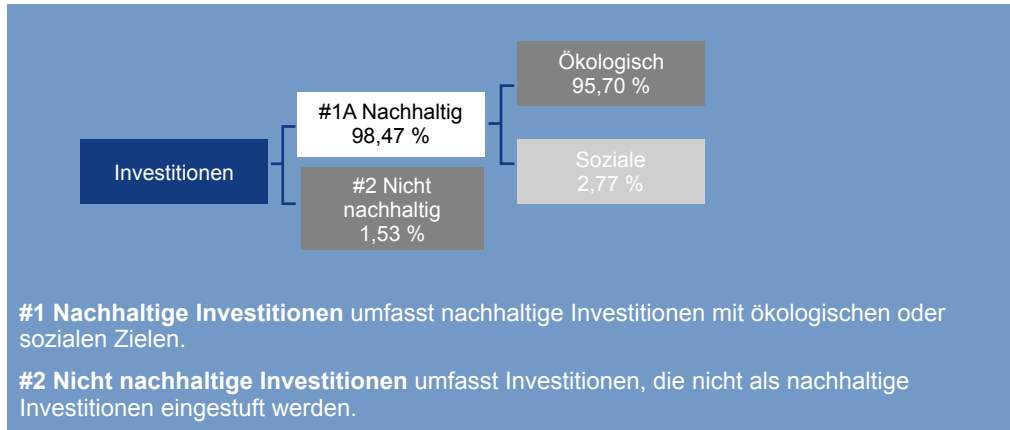 Ökologisch
95,70 %
#1A Nachhaltig
98,47 %
Investitionen
Soziale
2,77 %
#2 Nicht
nachhaltig
1,53 %
#1 Nachhaltige Investitionen umfasst nachhaltige Investitionen mit ökologischen oder
sozialen Zielen.
#2 Nicht nachhaltige Investitionen umfasst Investitionen, die nicht als nachhaltige
Investitionen eingestuft werden.